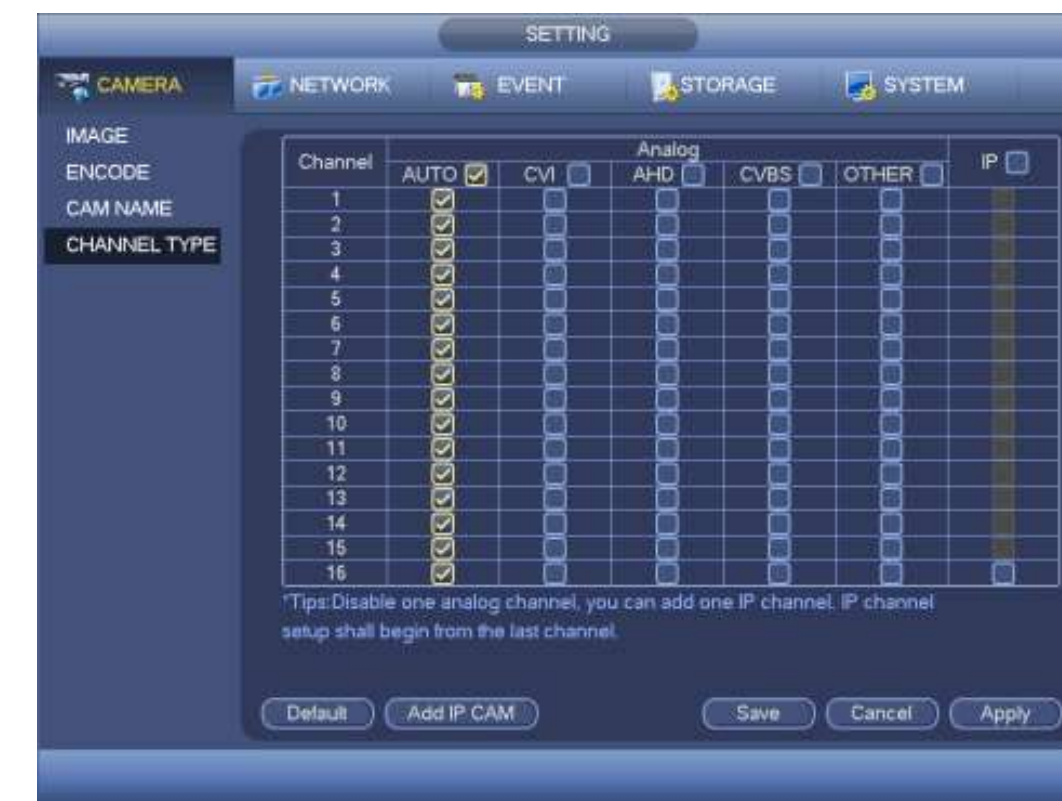 SETTING
CAMERA NETWORK EVENT STORAGE SYSTEM
IMAGE
ENCODE
CAM NAME
CHANNEL TYPE
Channel Analog IP
AUTO CVI AHD CVBS OTHER
1
2
3
4
5
6
7
8
9
10
11
12
13
14
15
16
*Tips:Disable one analog channel, you can add one IP channel. IP channel
setup shall begin from the last channel.
Default Add IP CAM Save Cancel Apply